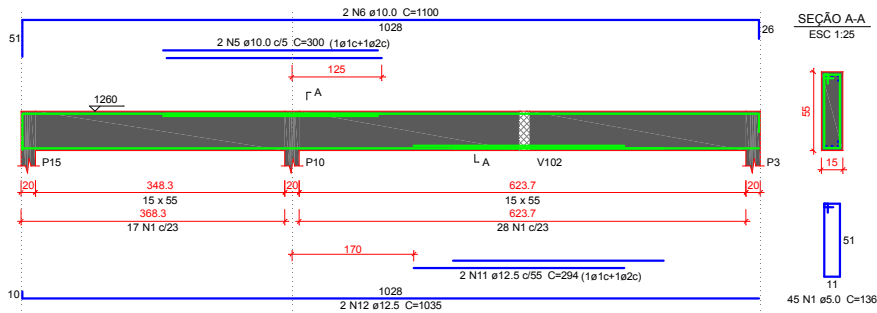 2 N6 ø10.0 C=1100
1028
51
26
SEÇÃO A-A
ESC 1:25
2 N5 ø10.0 c/5 C=300 (1ø1c+1ø2c)
125
A
1260
55
15
P15
P10
A
V102
P3
20
348.3
20
623.7
20
15 x 55
15 x 55
368.3
623.7
17 N1 c/23
28 N1 c/23
170
51
11
2 N11 ø12.5 c/55 C=294 (1ø1c+1ø2c)
10
1028
2 N12 ø12.5 C=1035
45 N1 ø5.0 C=136